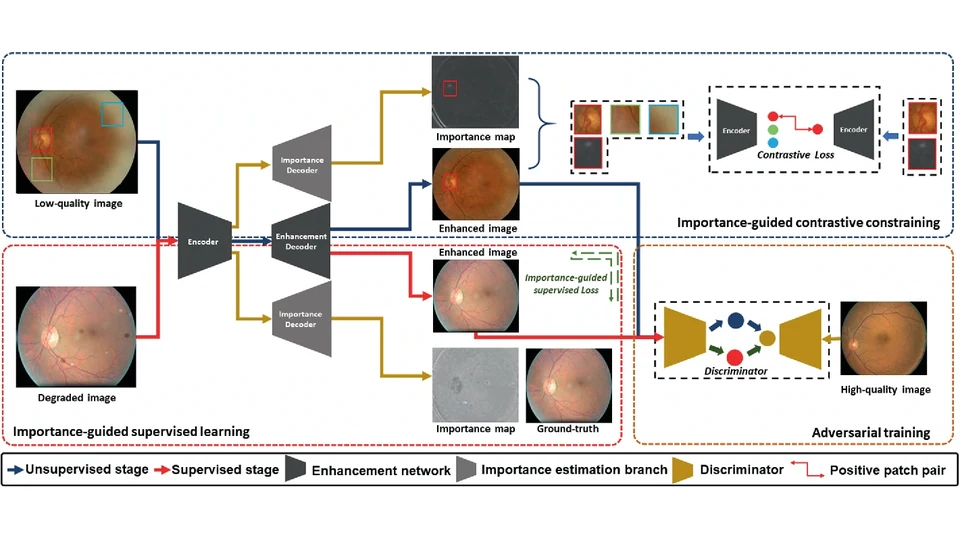 Low-quality image
Degraded image
Encoder
Importance
Decoder
Enhancement
Decoder
Importance
Decoder
Importance map
Enhanced image
Enhanced image
Importance map
Ground-truth
Importance-guided
supervised Loss
Encoder
Encoder
Contrastive Loss
Importance-guided contrastive constraining
Discriminator
High-quality image
Importance-guided supervised learning
Adversarial training
Unsupervised stage
Supervised stage
Enhancement network
Importance estimation branch
Discriminator
Positive patch pair